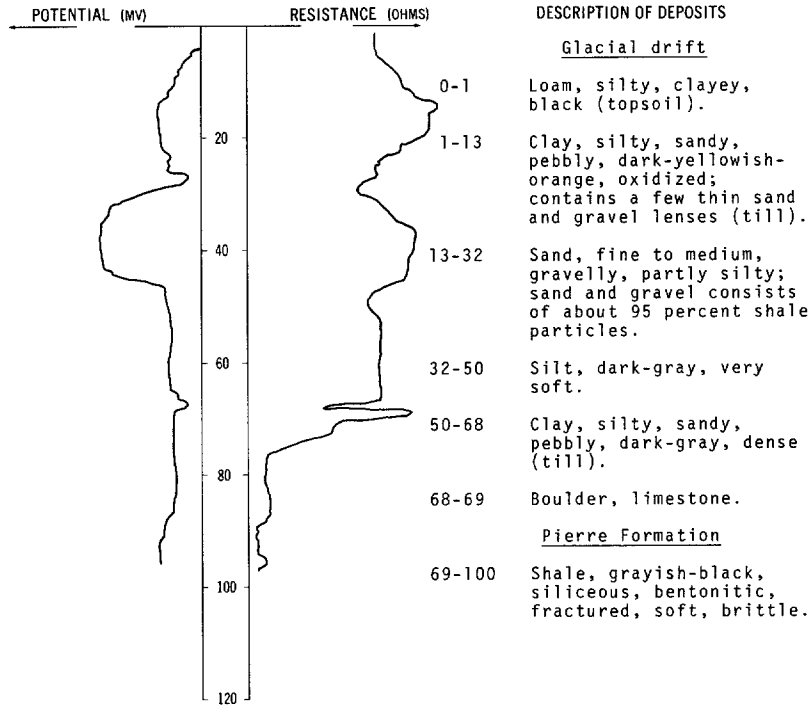 POTENTIAL (MV)
RESISTANCE (OHMS)
DESCRIPTION OF DEPOSITS
Glacial drift
0-1 Loam, silty, clayey,
black (topsoil).
1-13 Clay, silty, sandy,
pebbly, dark-yellowish-
orange, oxidized;
contains a few thin sand
and gravel lenses (till).
13-32 Sand, fine to medium,
gravelly, partly silty;
sand and gravel consists
of about 95 percent shale
particles.
32-50 Silt, dark-gray, very
soft.
50-68 Clay, silty, sandy,
pebbly, dark-gray, dense
(till).
68-69 Boulder, limestone.
Pierre Formation
69-100 Shale, grayish-black,
siliceous, bentonitic,
fractured, soft, brittle.
20
40
60
80
100
120